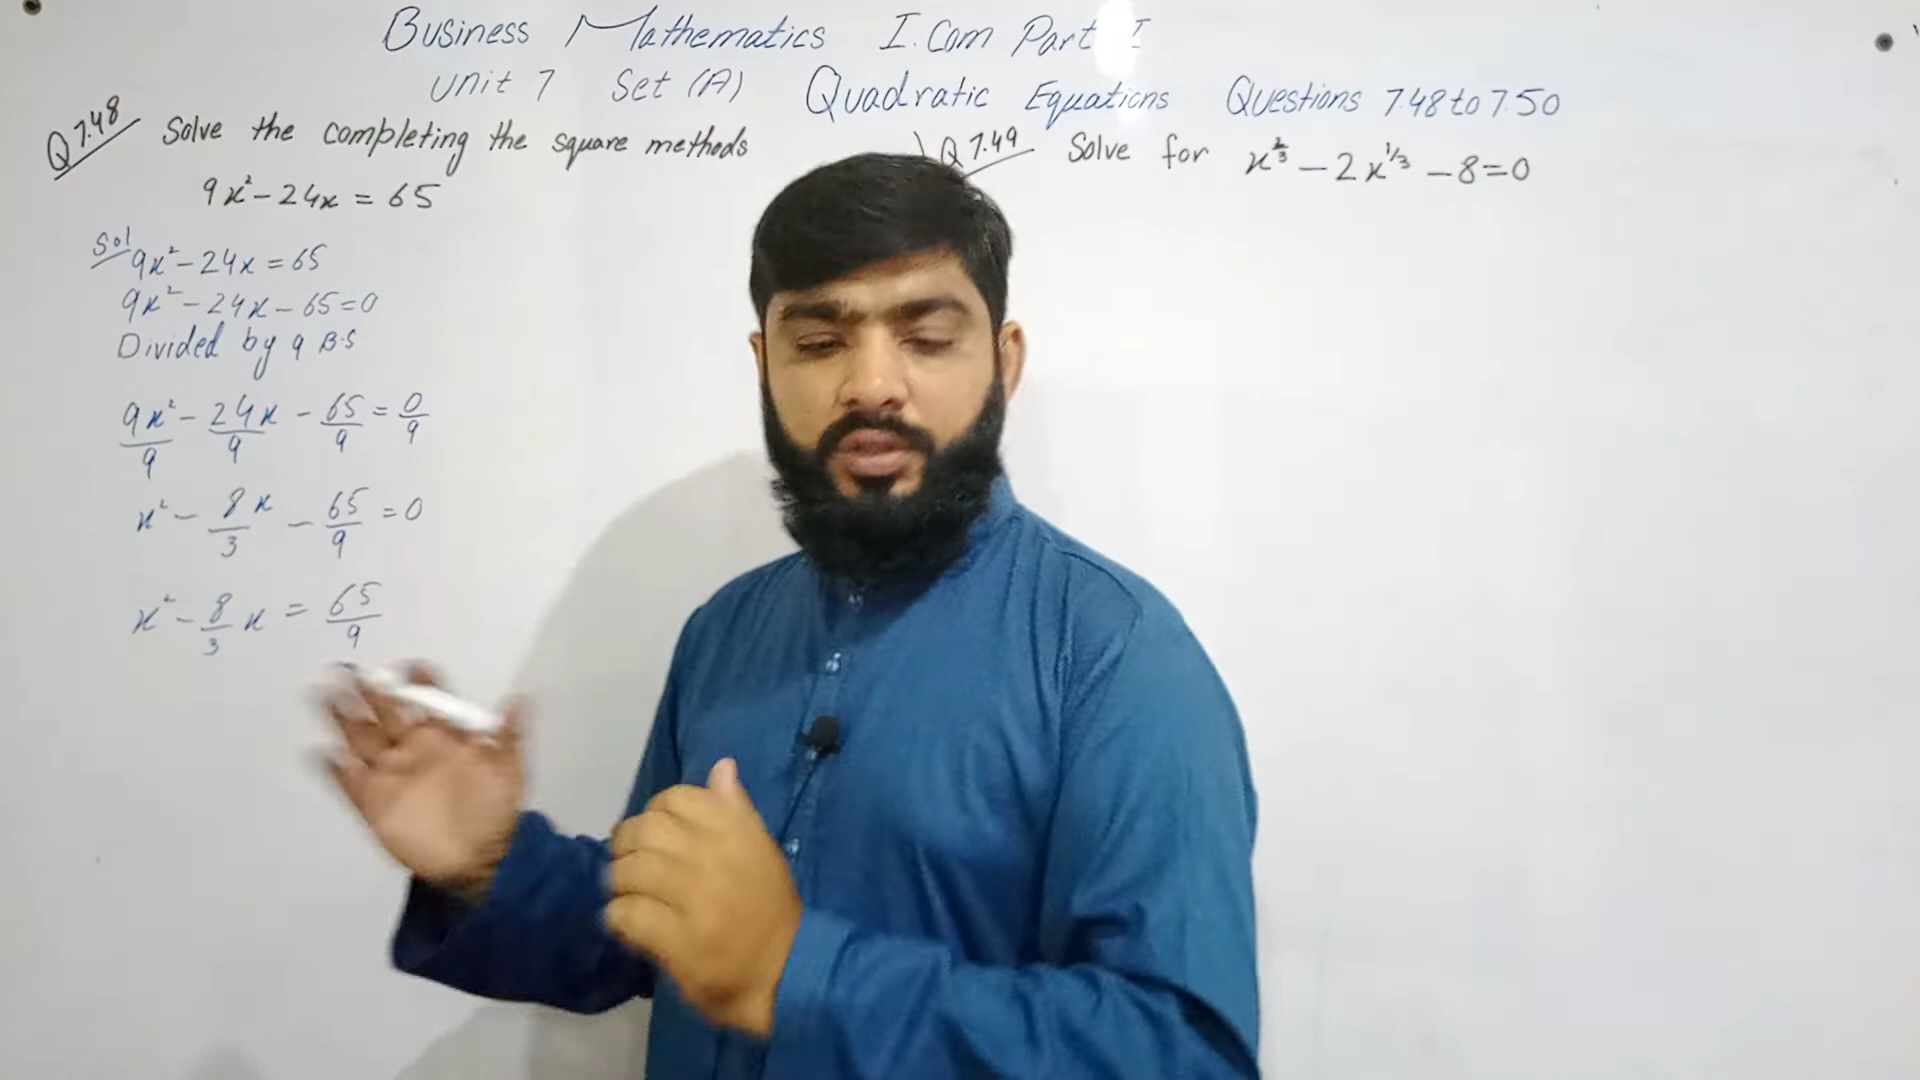 Business Mathematics I.Com Part I
Unit 7 Set (A) Quadratic Equations Questions 7.48 to 7.50
Q 7.48 Solve the completing the square methods
9x² - 24x = 65
Sol 9x² - 24x = 65
9x² - 24x - 65 = 0
Divided by 9 B.S
9x²/9 - 24x/9 - 65/9 = 0/9
x² - 8x/3 - 65/9 = 0
x² - 8/3 x = 65/9
Q 7.49 Solve for x^2/3 - 2x^1/3 - 8 = 0